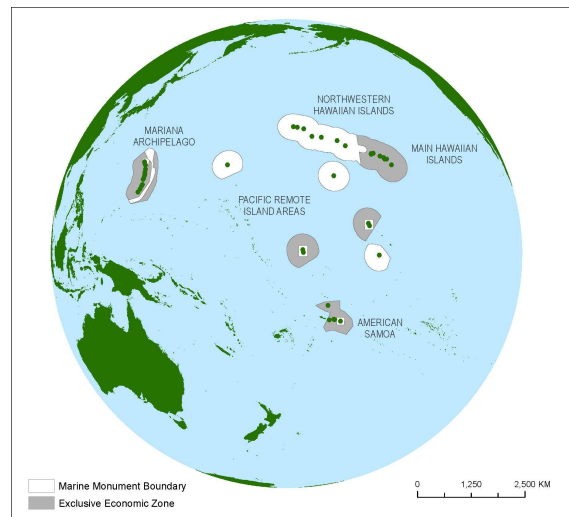 NORTHWESTERN
HAWAIIAN ISLANDS
MARIANA
ARCHIPELAGO
MAIN HAWAIIAN
ISLANDS
PACIFIC REMOTE
ISLAND AREAS
AMERICAN
SAMOA
Marine Monument Boundary
Exclusive Economic Zone
0 1,250 2,500 KM